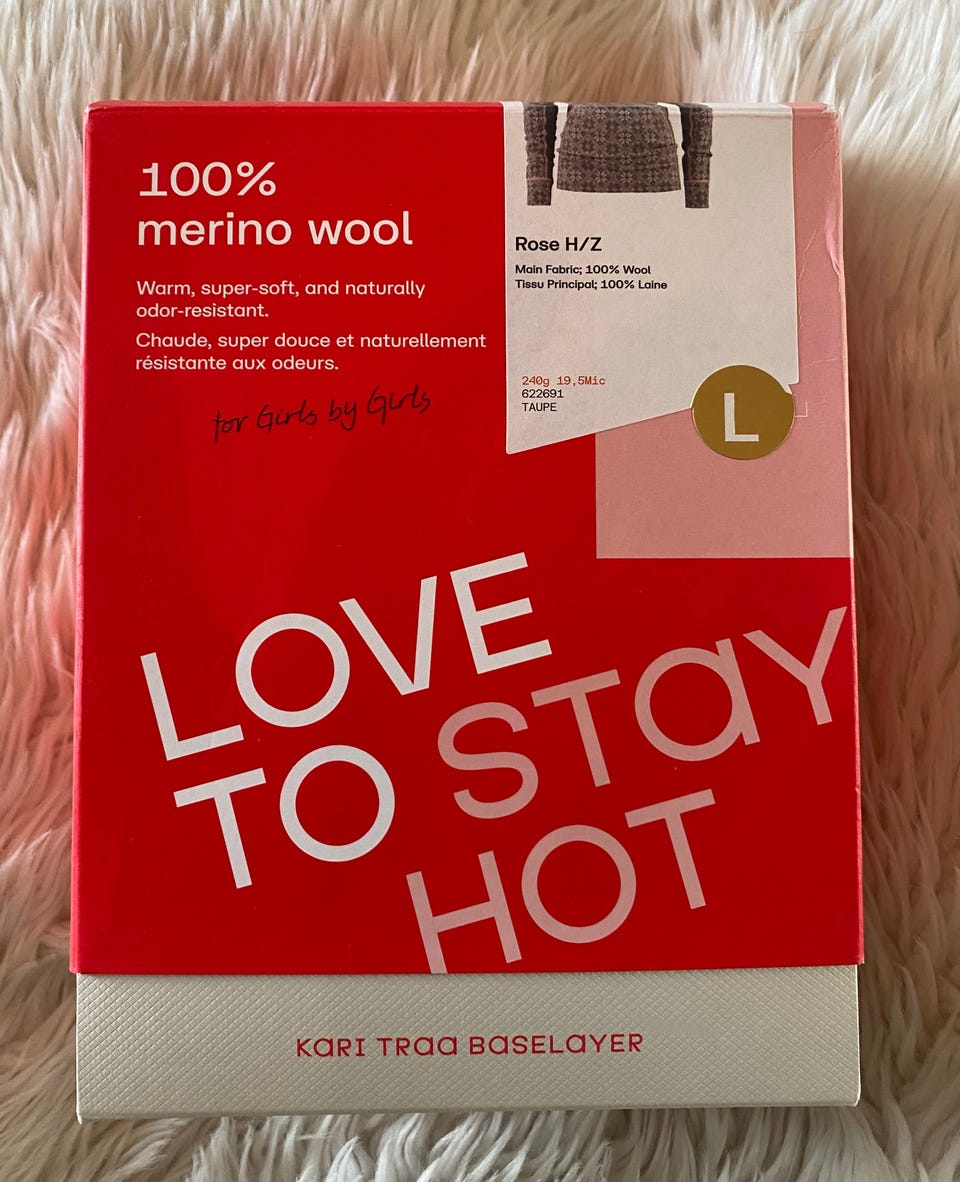 100%
merino wool
Warm, super-soft, and naturally
odor-resistant.
Chaude, super douce et naturellement
résistante aux odeurs.
for Girls by Girls
Rose H/Z
Main Fabric; 100% Wool
Tissu Principal; 100% Laine
240g 19,5Mic
622691
TAUPE
L
LOVE
TO STAY
HOT
KARI TRAA BASELAYER